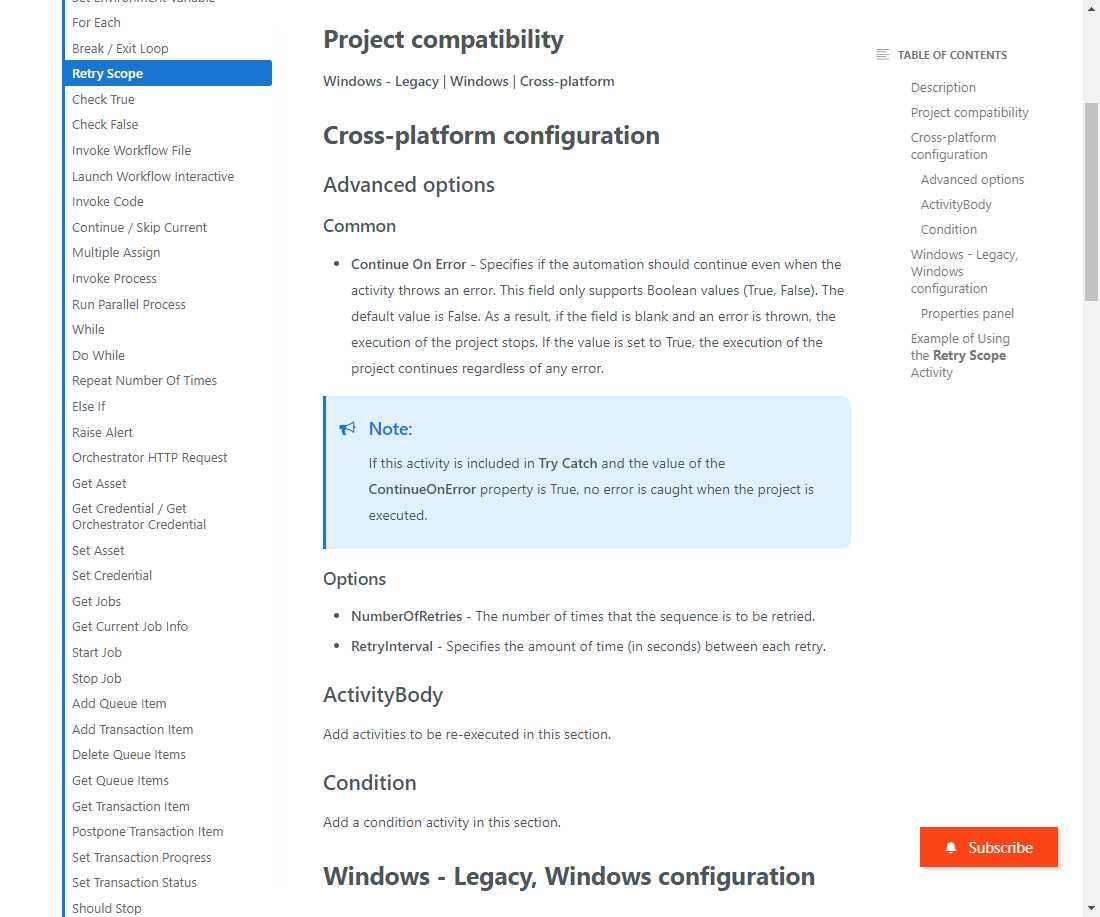 Set Environment Variable
For Each
Break / Exit Loop
Retry Scope
Check True
Check False
Invoke Workflow File
Launch Workflow Interactive
Invoke Code
Continue / Skip Current
Multiple Assign
Invoke Process
Run Parallel Process
While
Do While
Repeat Number Of Times
Else If
Raise Alert
Orchestrator HTTP Request
Get Asset
Get Credential / Get
Orchestrator Credential
Set Asset
Set Credential
Get Jobs
Get Current Job Info
Start Job
Stop Job
Add Queue Item
Add Transaction Item
Delete Queue Items
Get Queue Items
Get Transaction Item
Postpone Transaction Item
Set Transaction Progress
Set Transaction Status
Should Stop
Project compatibility
Windows - Legacy | Windows | Cross-platform
Cross-platform configuration
Advanced options
Common
• Continue On Error - Specifies if the automation should continue even when the
activity throws an error. This field only supports Boolean values (True, False). The
default value is False. As a result, if the field is blank and an error is thrown, the
execution of the project stops. If the value is set to True, the execution of the
project continues regardless of any error.
Note:
If this activity is included in Try Catch and the value of the
ContinueOnError property is True, no error is caught when the project is
executed.
Options
• NumberOfRetries - The number of times that the sequence is to be retried.
• RetryInterval - Specifies the amount of time (in seconds) between each retry.
ActivityBody
Add activities to be re-executed in this section.
Condition
Add a condition activity in this section.
Windows - Legacy, Windows configuration
TABLE OF CONTENTS
Description
Project compatibility
Cross-platform
configuration
Advanced options
ActivityBody
Condition
Windows - Legacy,
Windows
configuration
Properties panel
Example of Using
the Retry Scope
Activity
Subscribe